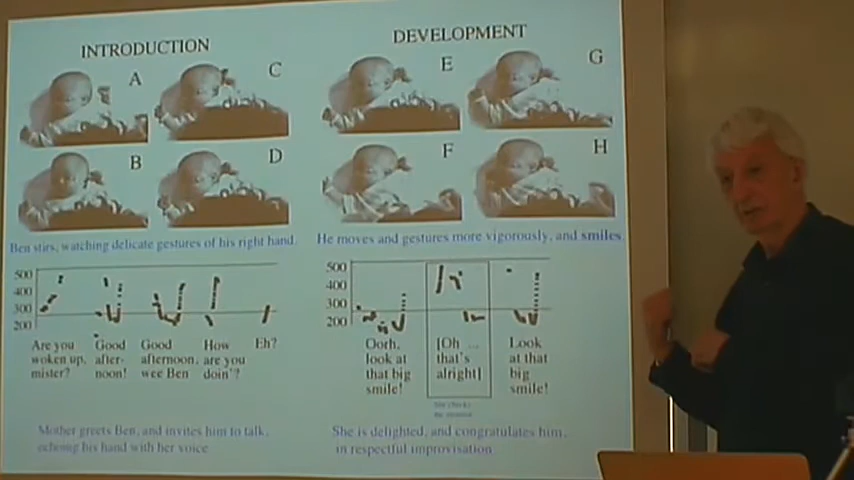 INTRODUCTION
A
C
B
D
Ben stirs, watching delicate gestures of his right hand.
500
400
300
200
Are you
woken up,
mister?
Good
after-
noon!
Good
afternoon,
wee Ben
How
are you
doin'?
Eh?
Mother greets Ben, and invites him to talk,
echoing his hand with her voice
DEVELOPMENT
E
G
F
H
He moves and gestures more vigorously, and smiles
500
400
300
200
Oorh,
look at
that big
smile!
[Oh ...
that's
alright]
Look
at that
big
smile!
She is delighted, and congratulates him,
in respectful improvisation